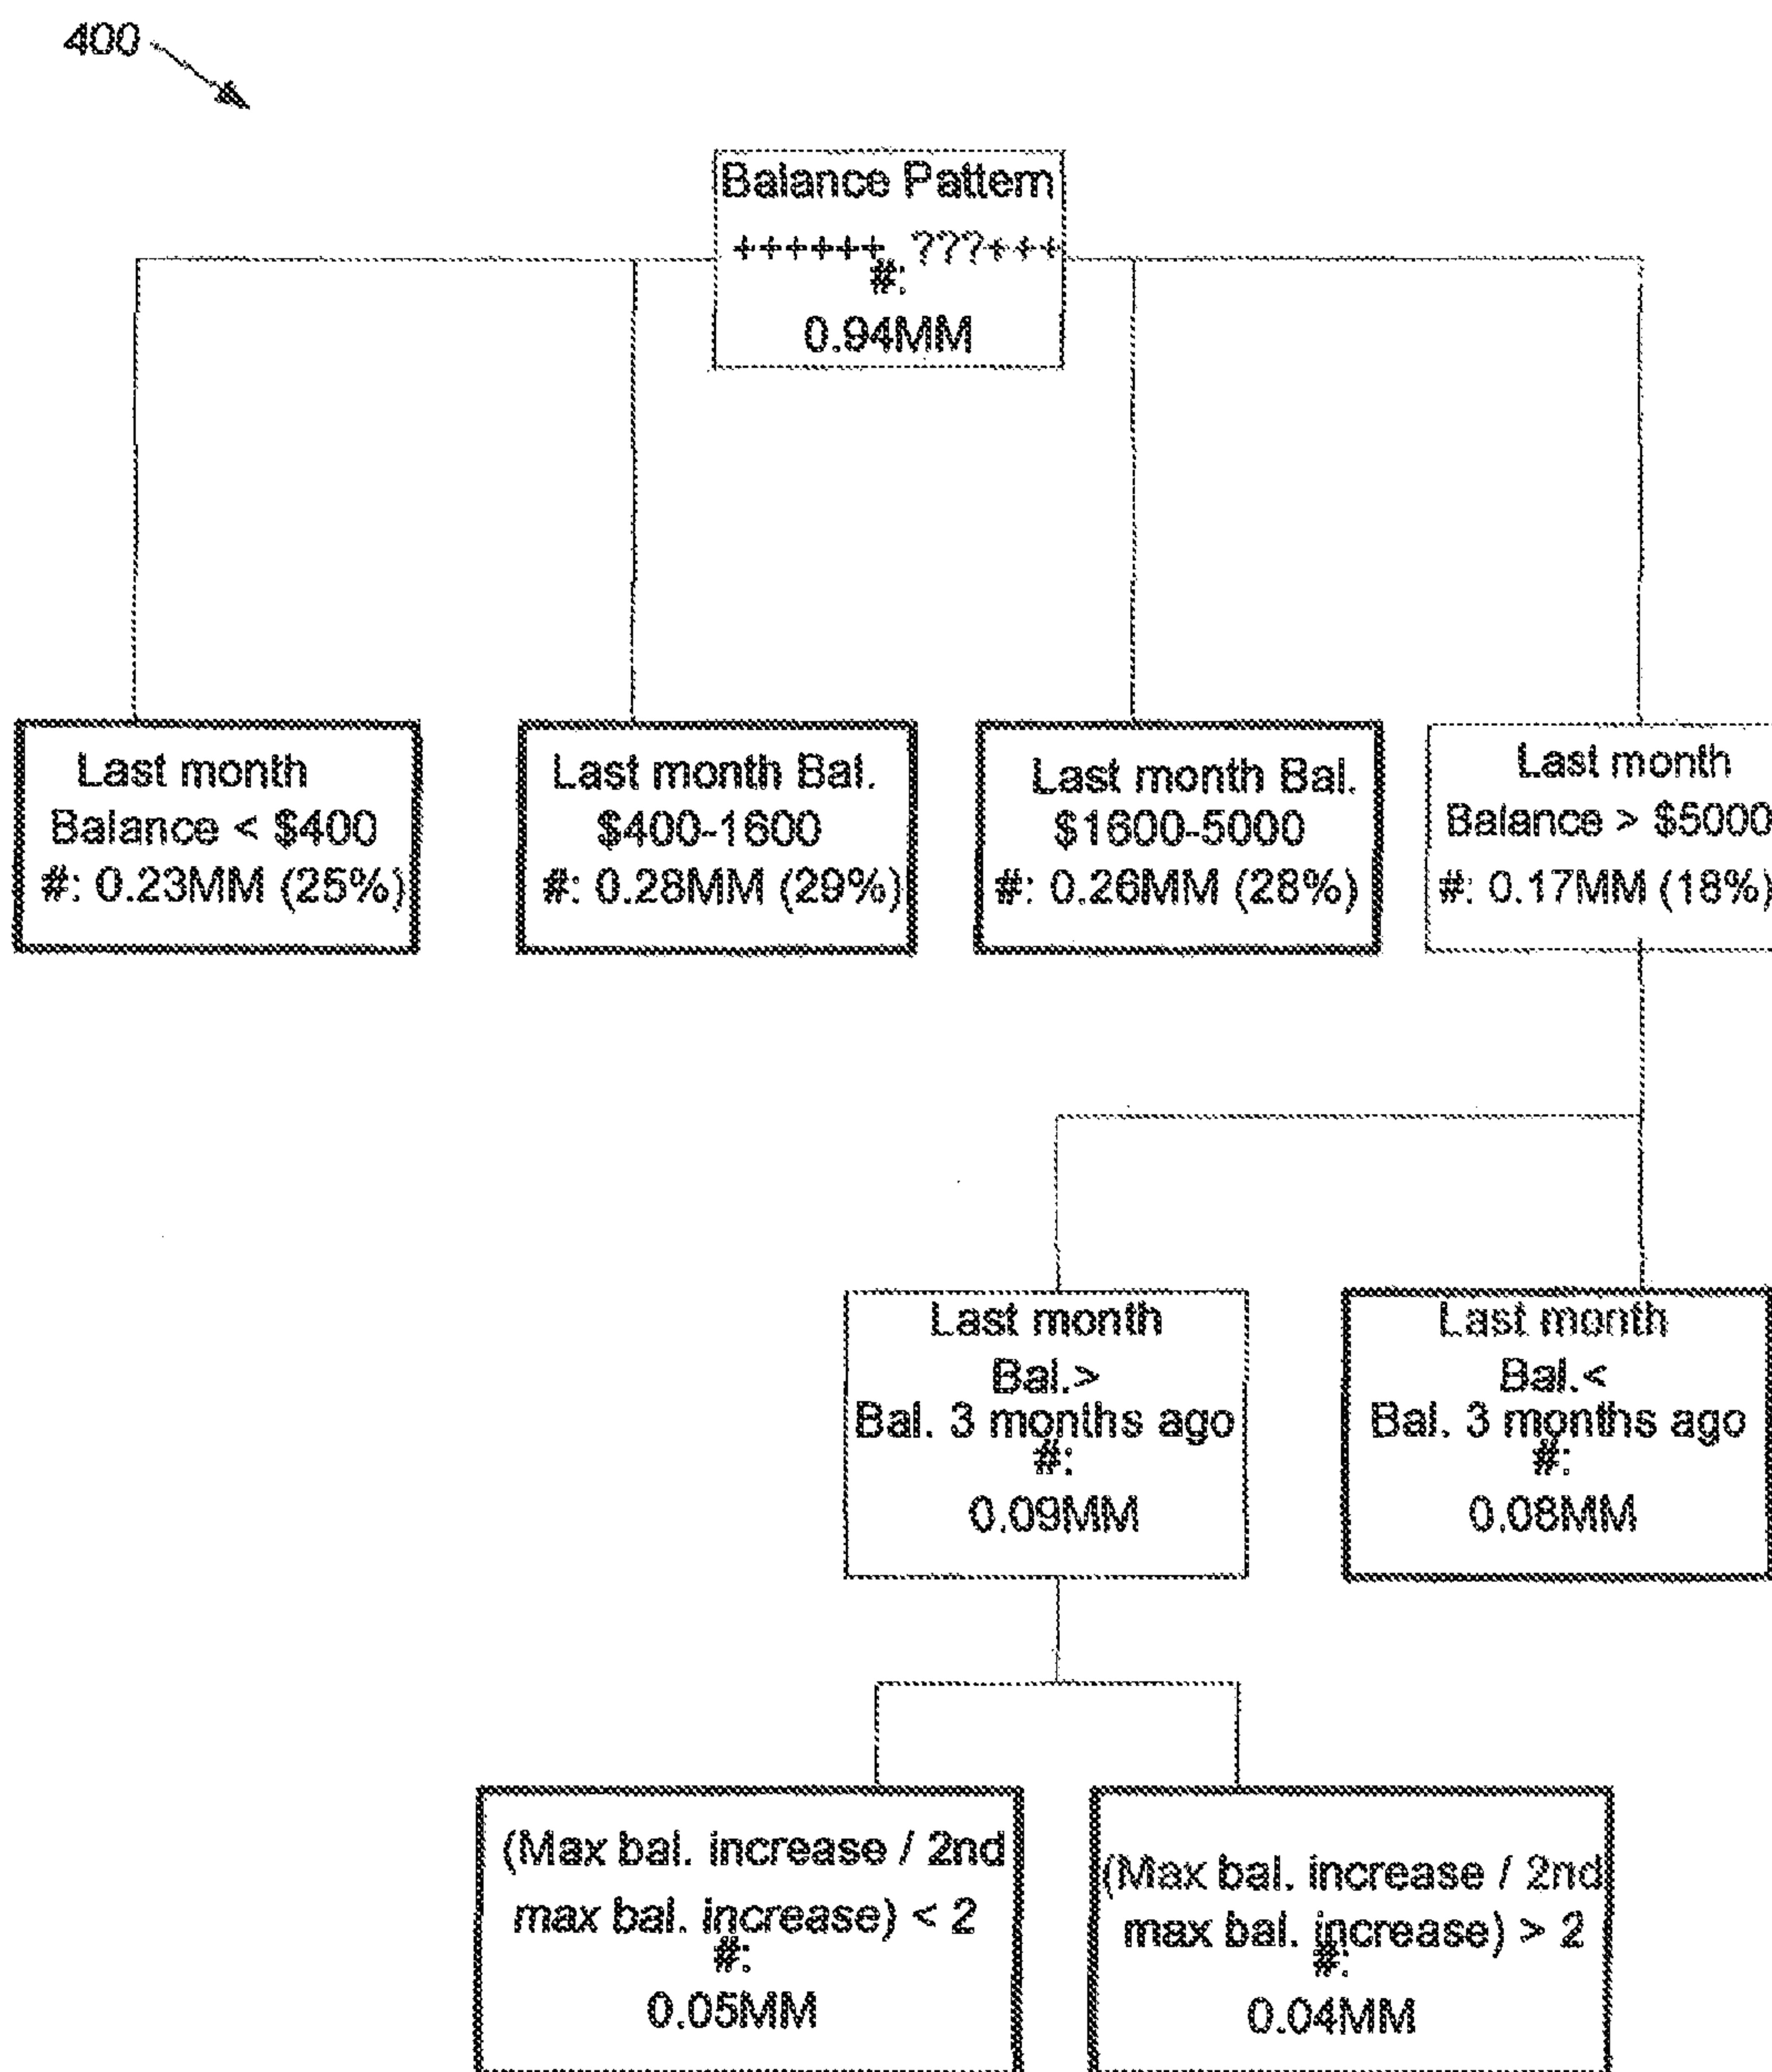 400
Balance Pattern
++++++ ???+++
#:
0.94MM
Last month
Balance < $400
#: 0.23MM (25%)
Last month Bal.
$400-1600
#: 0.28MM (29%)
Last month Bal.
$1600-5000
#: 0.26MM (28%)
Last month
Balance > $5000
#: 0.17MM (18%)
Last month
Bal.>
Bal. 3 months ago
#:
0.09MM
Last month
Bal.<
Bal. 3 months ago
#:
0.08MM
(Max bal. increase / 2nd
max bal. increase) < 2
#:
0.05MM
(Max bal. increase / 2nd
max bal. increase) > 2
#:
0.04MM